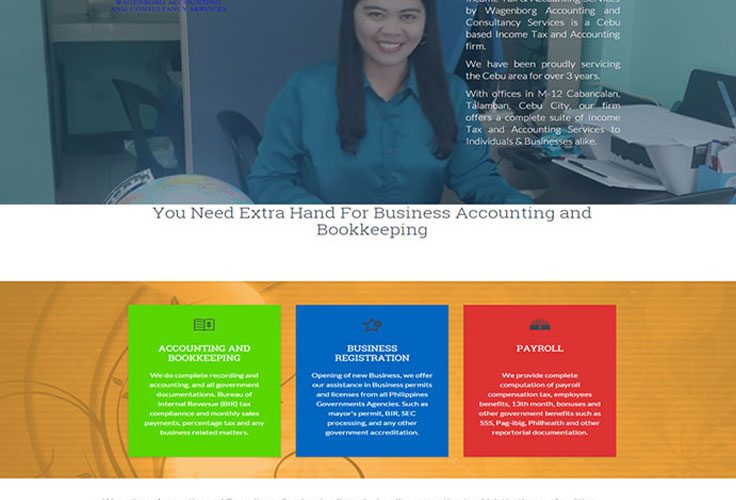 WAGENBORG ACCOUNTING
AND CONSULTANCY SERVICES
Income Tax & Accounting Services
by Wagenborg Accounting and
Consultancy Services is a Cebu
based Income Tax and Accounting
firm.
We have been proudly servicing
the Cebu area for over 3 years.
With offices in M-12 Cabancalan,
Talamban, Cebu City, our firm
offers a complete suite of Income
Tax and Accounting Services to
Individuals & Businesses alike.
You Need Extra Hand For Business Accounting and
Bookkeeping
ACCOUNTING AND
BOOKKEEPING
We do complete recording and
accounting, and all government
documentations. Bureau of
Internal Revenue (BIR) tax
compliannce and monthly sales
payments, percentage tax and any
business related matters.
BUSINESS
REGISTRATION
Opening of new Business, we offer
our assistance in Business permits
and licenses from all Philippines
Governments Agencies. Such as
mayor's permit, BIR, SEC
processing, and any other
government accreditation.
PAYROLL
We provide complete
computation of payroll
compensation tax, employees
benefits, 13th month, bonuses and
other government benefits such as
SSS, Pag-ibig, Philhealth and other
reportorial documentation.